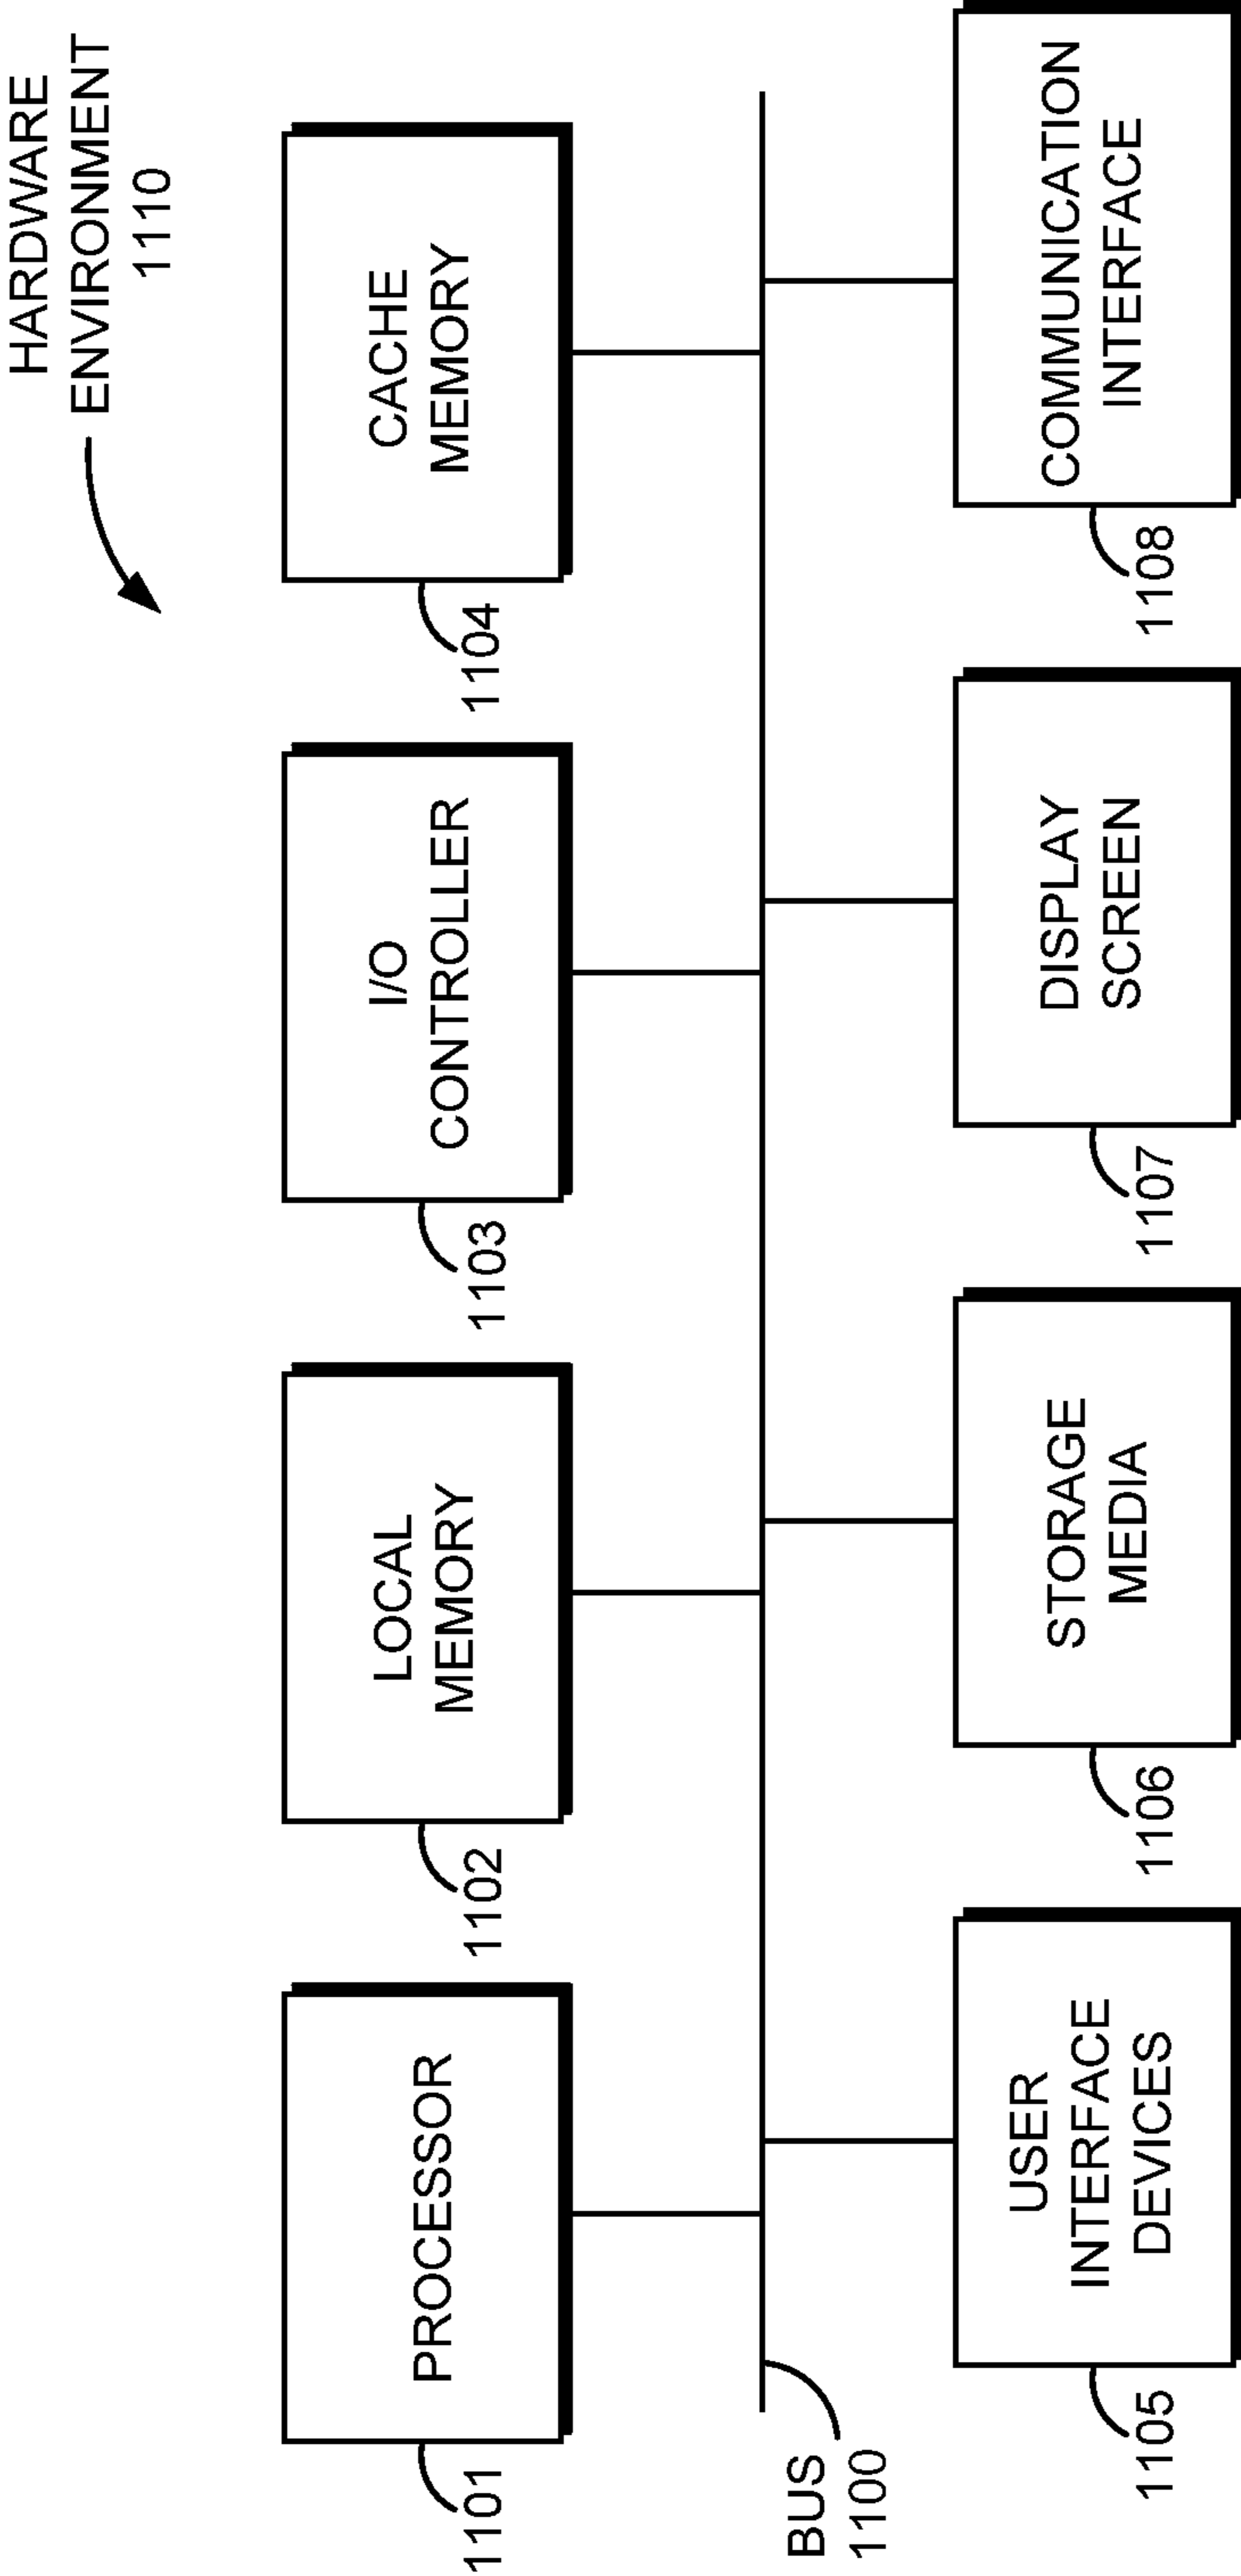 HARDWARE
ENVIRONMENT
1110
PROCESSOR
1101
LOCAL
MEMORY
1102
I/O
CONTROLLER
1103
CACHE
MEMORY
1104
BUS
1100
USER
INTERFACE
DEVICES
1105
STORAGE
MEDIA
1106
DISPLAY
SCREEN
1107
COMMUNICATION
INTERFACE
1108